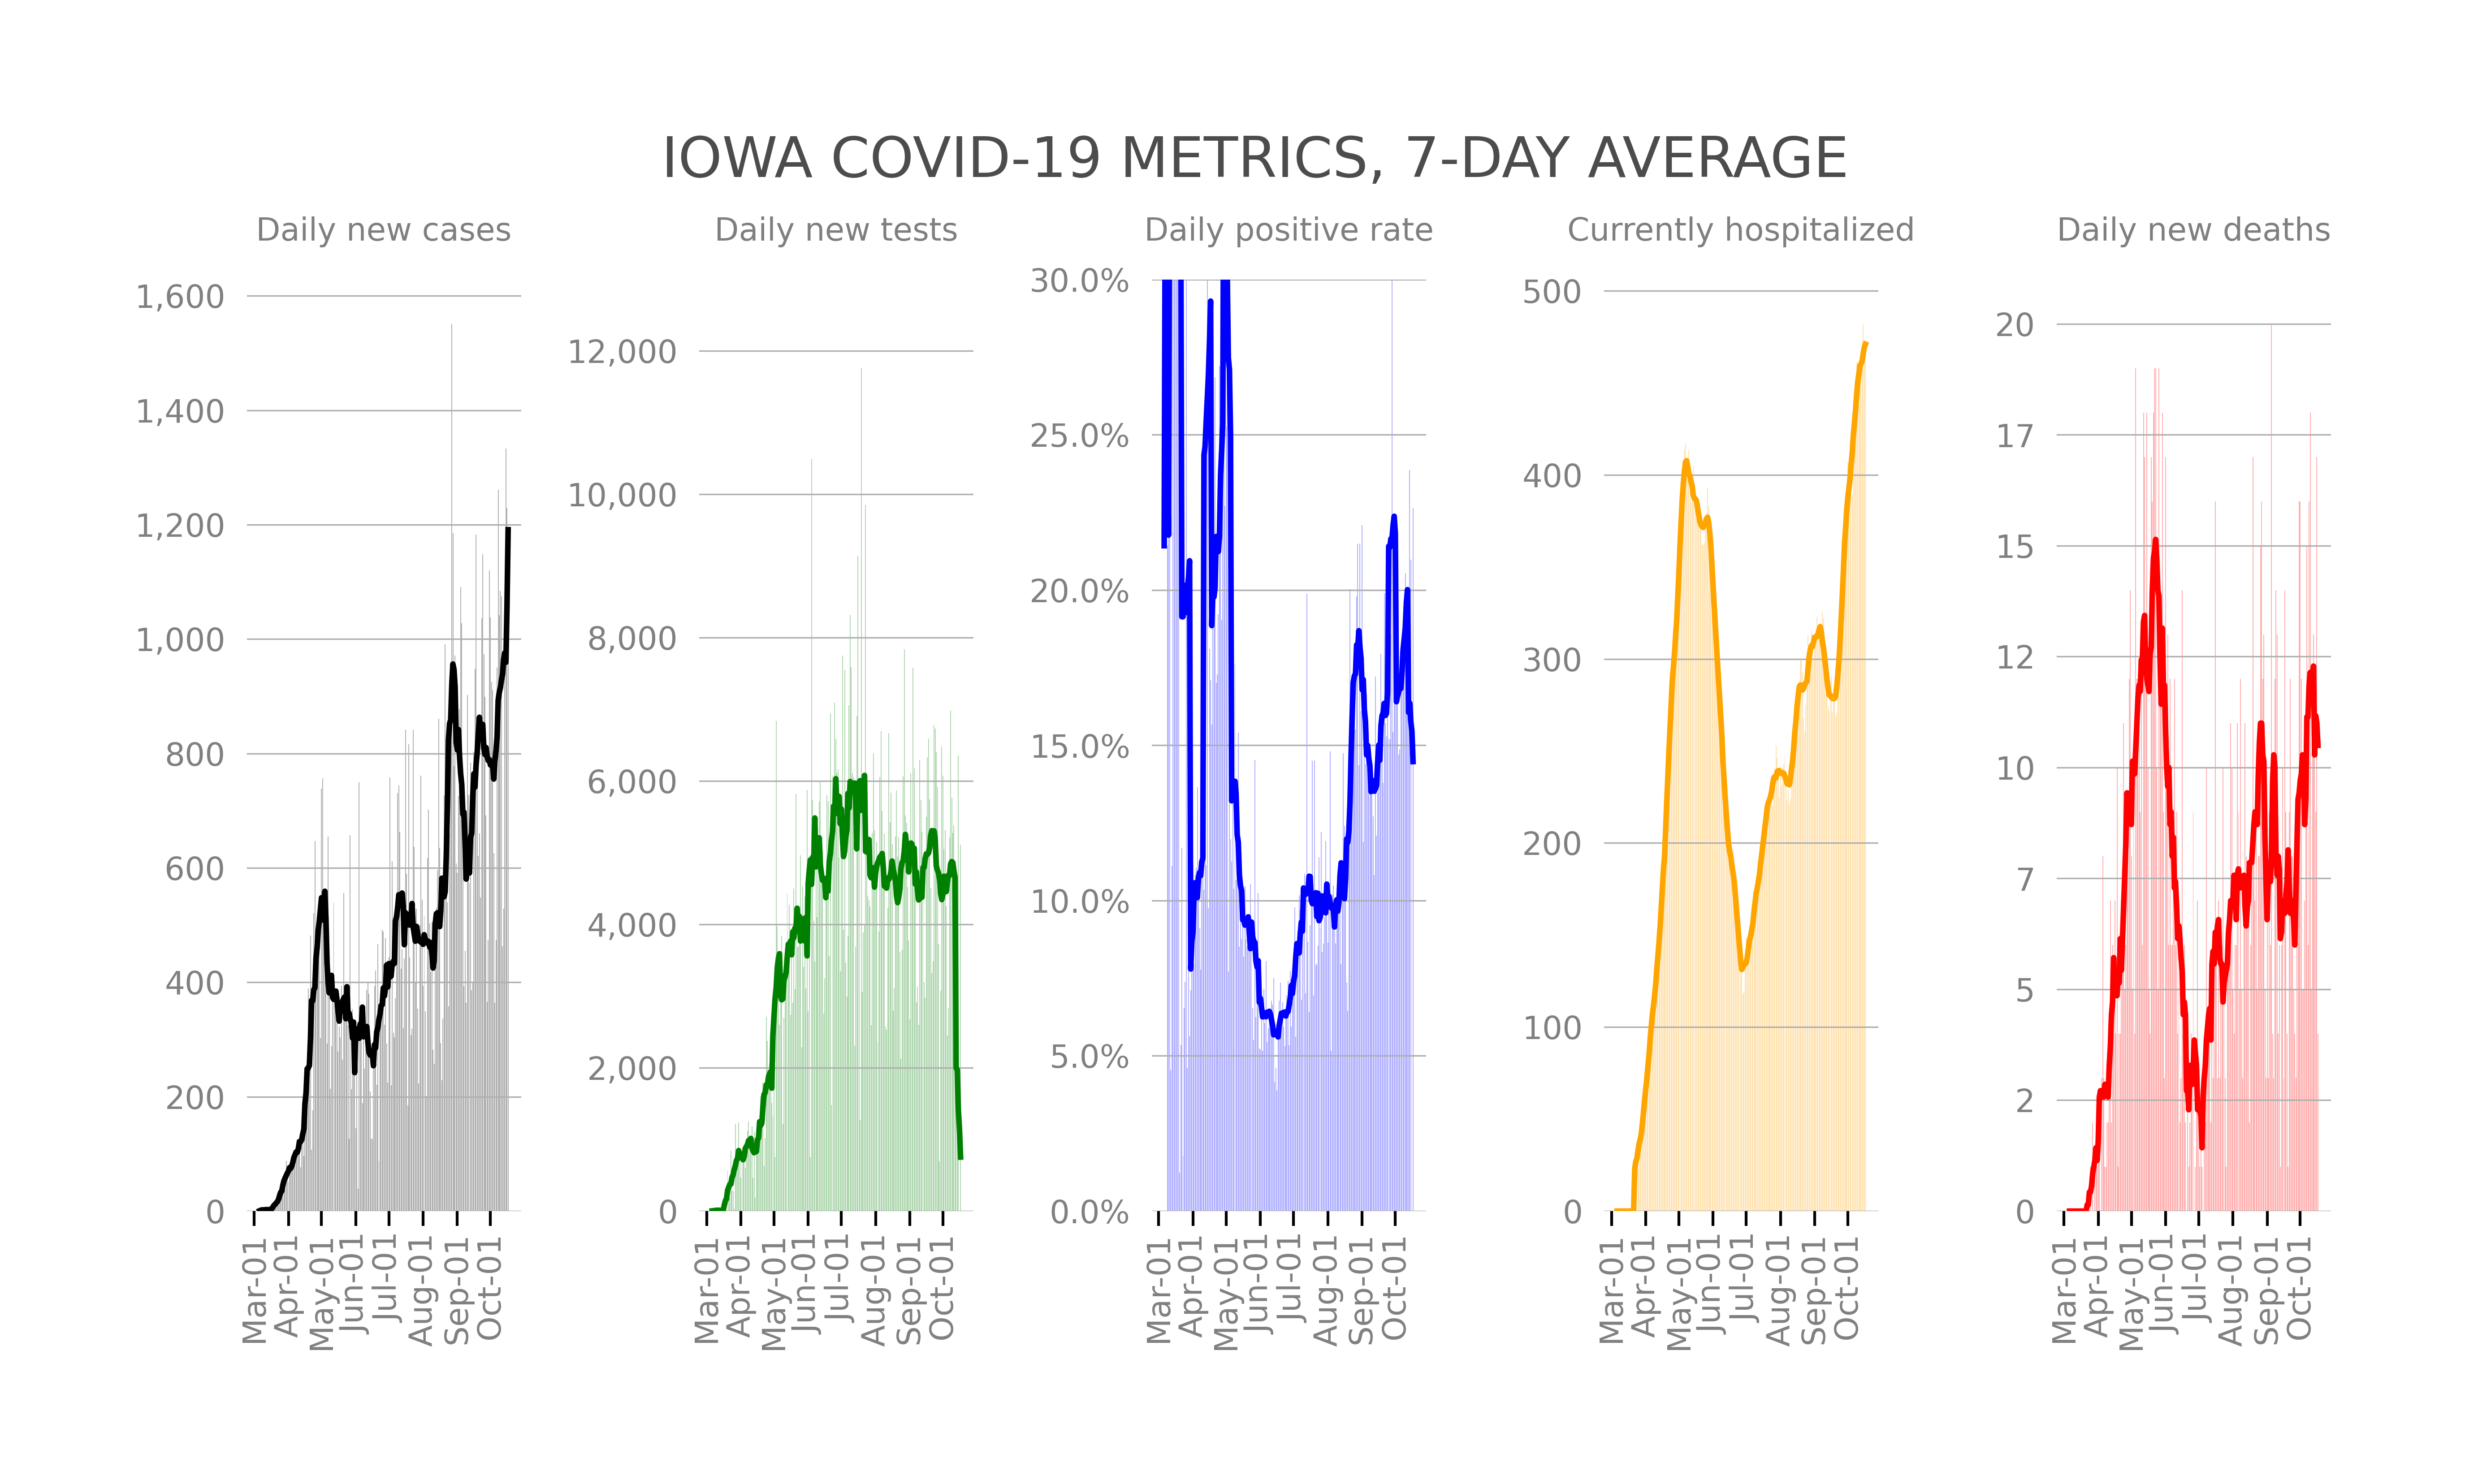 IOWA COVID-19 METRICS, 7-DAY AVERAGE
Daily new cases
1,600
1,400
1,200
1,000
800
600
400
200
0
Mar-01
Apr-01
May-01
Jun-01
Jul-01
Aug-01
Sep-01
Oct-01
Daily new tests
12,000
10,000
8,000
6,000
4,000
2,000
0
Mar-01
Apr-01
May-01
Jun-01
Jul-01
Aug-01
Sep-01
Oct-01
Daily positive rate
30.0%
25.0%
20.0%
15.0%
10.0%
5.0%
0.0%
Mar-01
Apr-01
May-01
Jun-01
Jul-01
Aug-01
Sep-01
Oct-01
Currently hospitalized
500
400
300
200
100
0
Mar-01
Apr-01
May-01
Jun-01
Jul-01
Aug-01
Sep-01
Oct-01
Daily new deaths
20
17
15
12
10
7
5
2
0
Mar-01
Apr-01
May-01
Jun-01
Jul-01
Aug-01
Sep-01
Oct-01